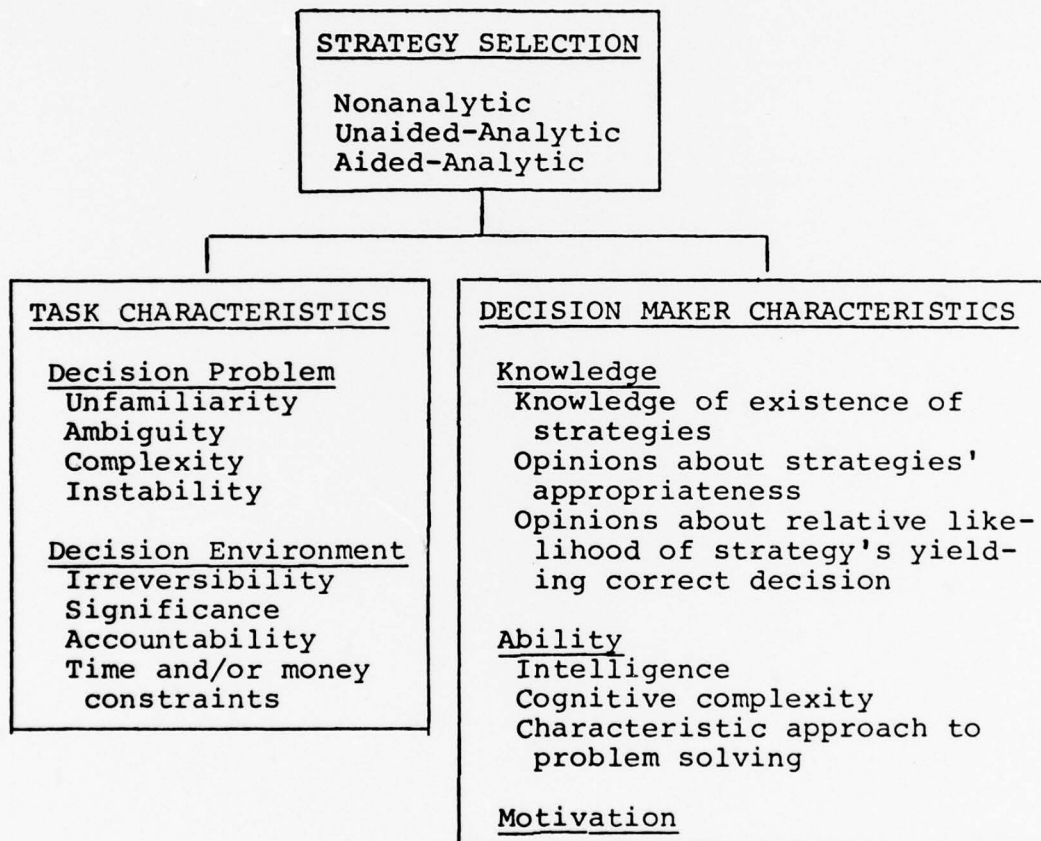 STRATEGY SELECTION
Nonanalytic
Unaided-Analytic
Aided-Analytic
TASK CHARACTERISTICS
Decision Problem
Unfamiliarity
Ambiguity
Complexity
Instability
Decision Environment
Irreversibility
Significance
Accountability
Time and/or money
constraints
DECISION MAKER CHARACTERISTICS
Knowledge
Knowledge of existence of
strategies
Opinions about strategies'
appropriateness
Opinions about relative like-
lihood of strategy's yield-
ing correct decision
Ability
Intelligence
Cognitive complexity
Characteristic approach to
problem solving
Motivation